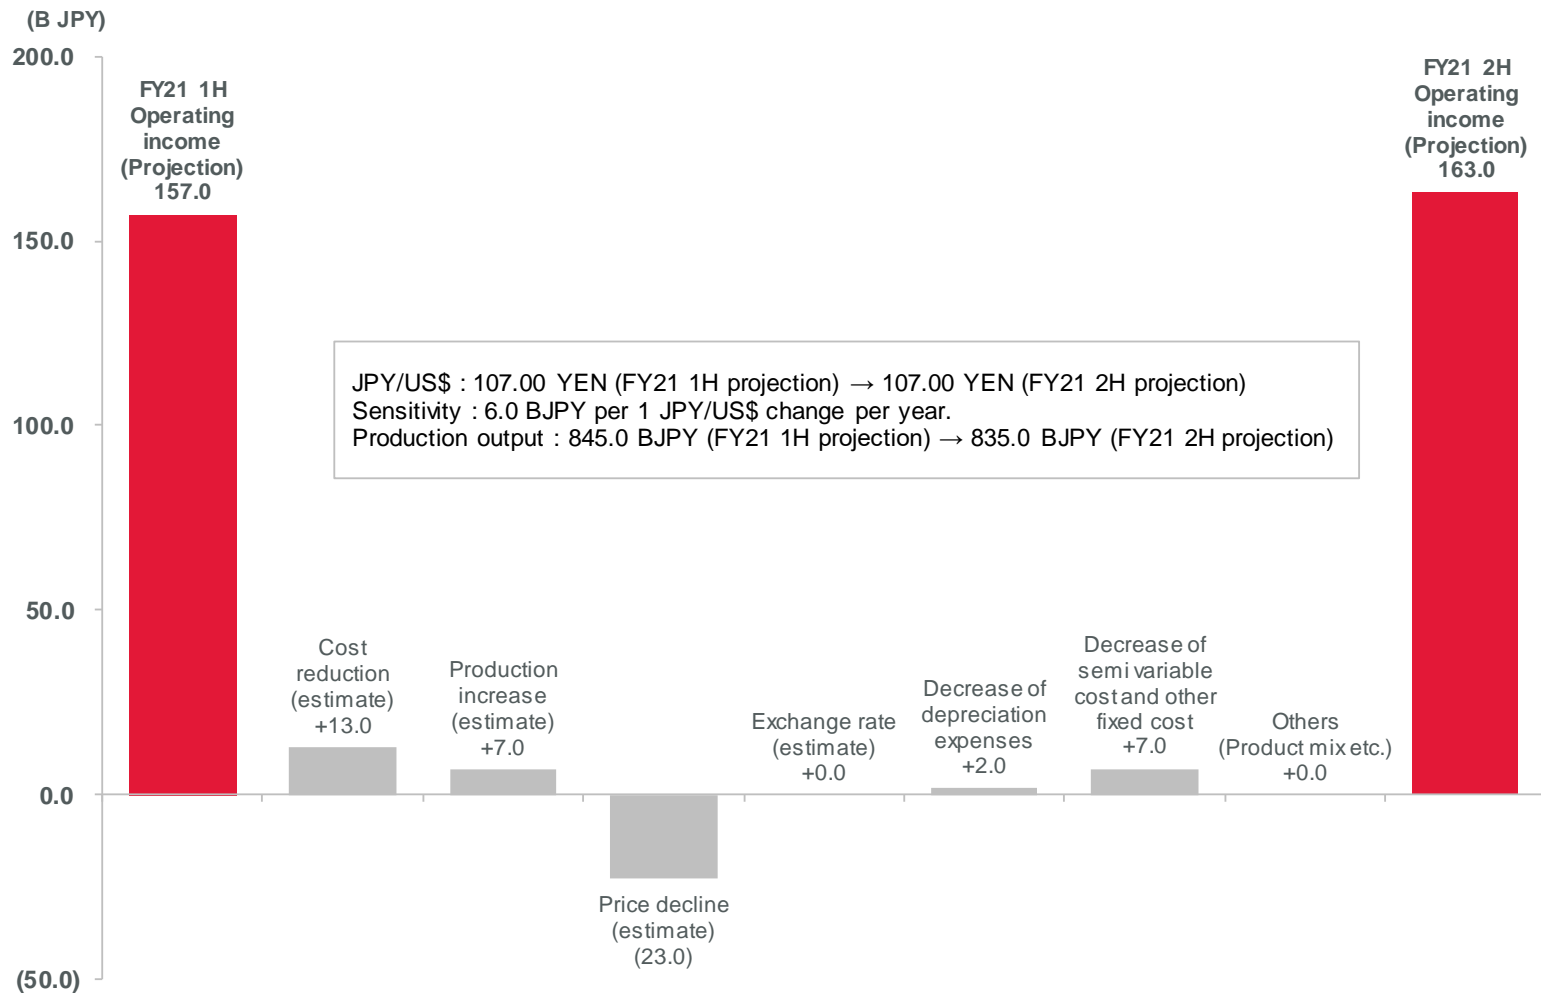 (B JPY)
200.0
150.0
100.0
50.0
0.0
(50.0)
FY21 1H
Operating
income
(Projection)
157.0
Cost
reduction
(estimate)
+13.0
Production
increase
(estimate)
+7.0
Price decline
(estimate)
(23.0)
Exchange rate
(estimate)
+0.0
Decrease of
depreciation
expenses
+2.0
Decrease of
semi variable
cost and other
fixed cost
+7.0
Others
(Product mix etc.)
+0.0
FY21 2H
Operating
income
(Projection)
163.0
JPY/US$ : 107.00 YEN (FY21 1H projection) → 107.00 YEN (FY21 2H projection)
Sensitivity : 6.0 BJPY per 1 JPY/US$ change per year.
Production output : 845.0 BJPY (FY21 1H projection) → 835.0 BJPY (FY21 2H projection)